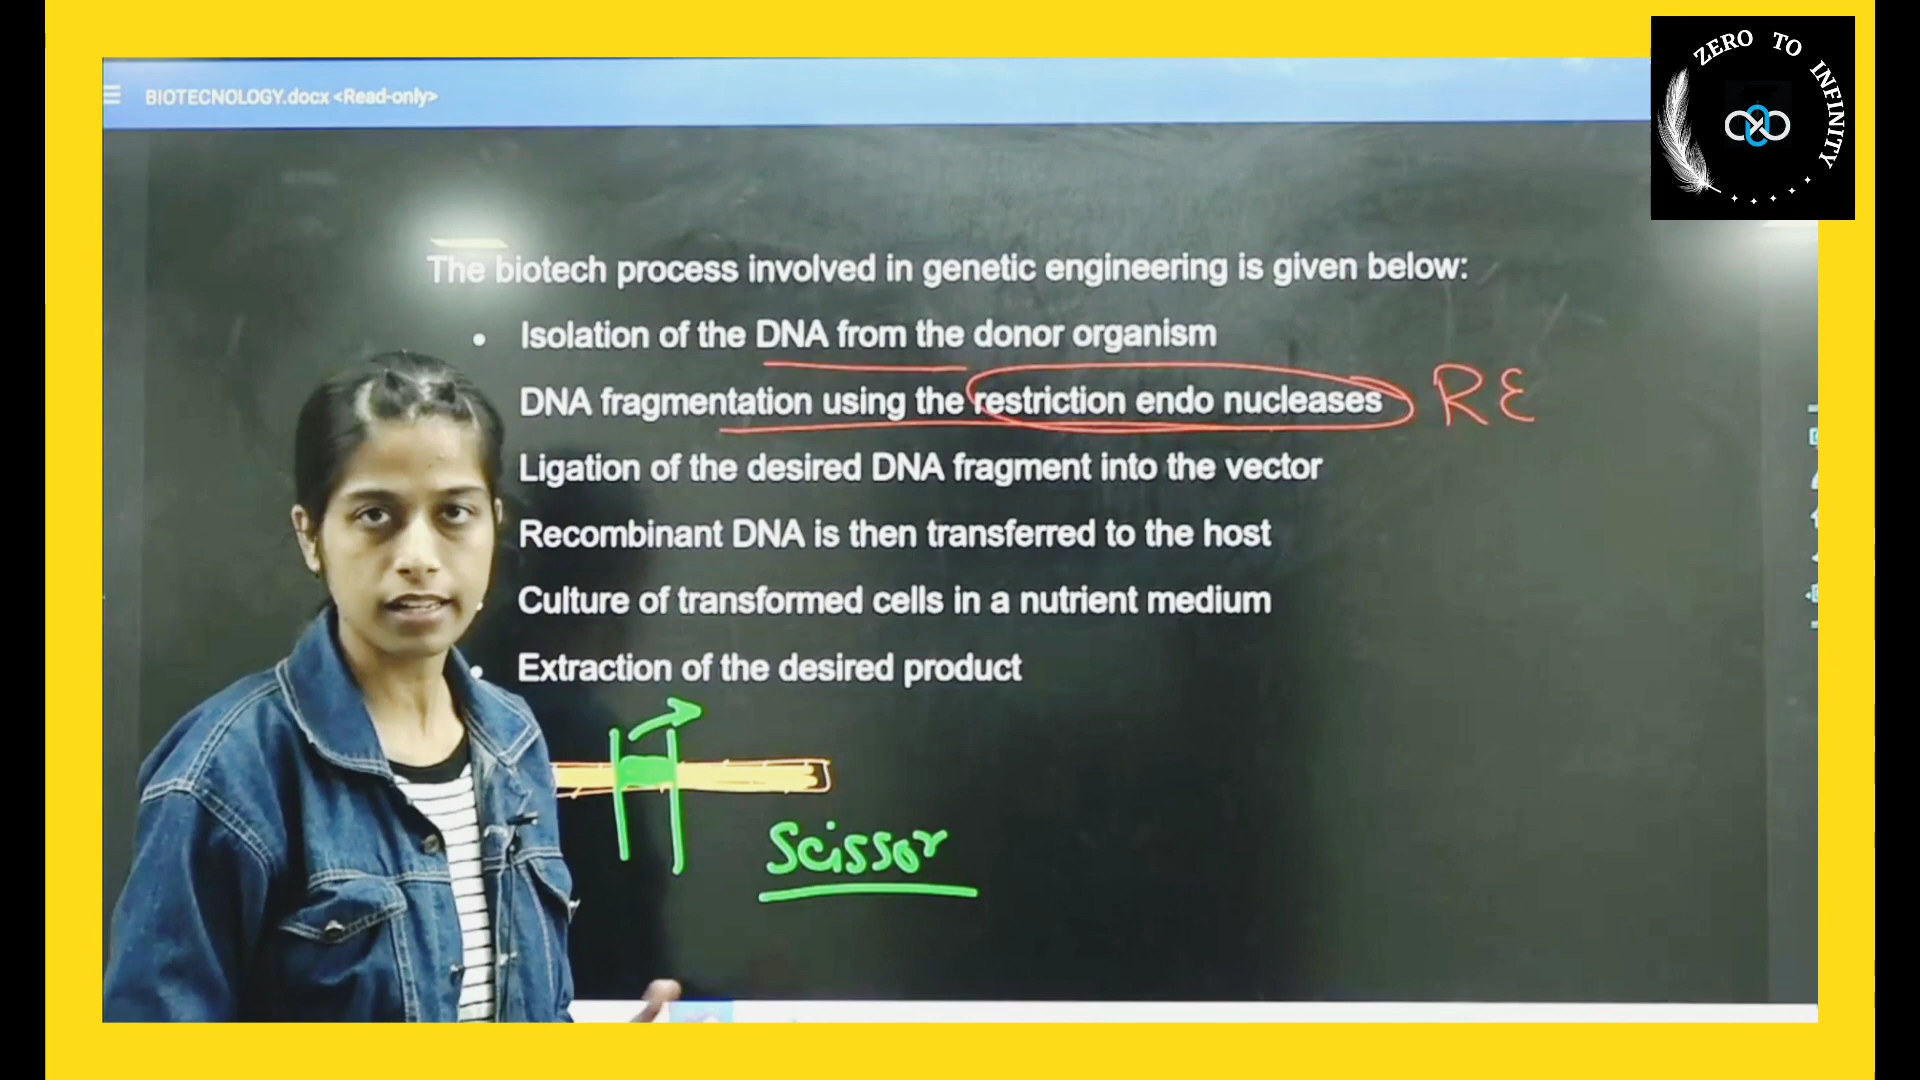 ZERO TO INFINITY
BIOTECNOLOGY.docx <Read-only>
The biotech process involved in genetic engineering is given below:
• Isolation of the DNA from the donor organism
DNA fragmentation using the restriction endo nucleases RE
Ligation of the desired DNA fragment into the vector
Recombinant DNA is then transferred to the host
Culture of transformed cells in a nutrient medium
• Extraction of the desired product
Scissor